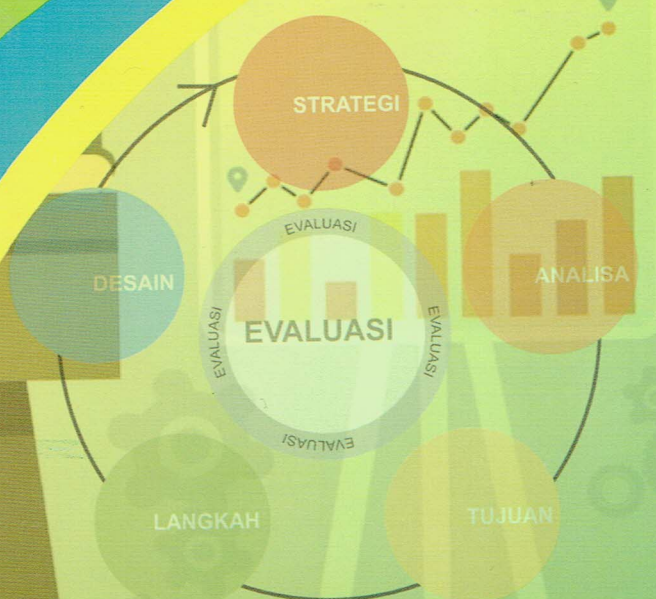 STRATEGI
EVALUASI
DESAIN
ANALISA
EVALUASI
EVALUASI
EVALUASI
EVALUASI
LANGKAH
TUJUAN